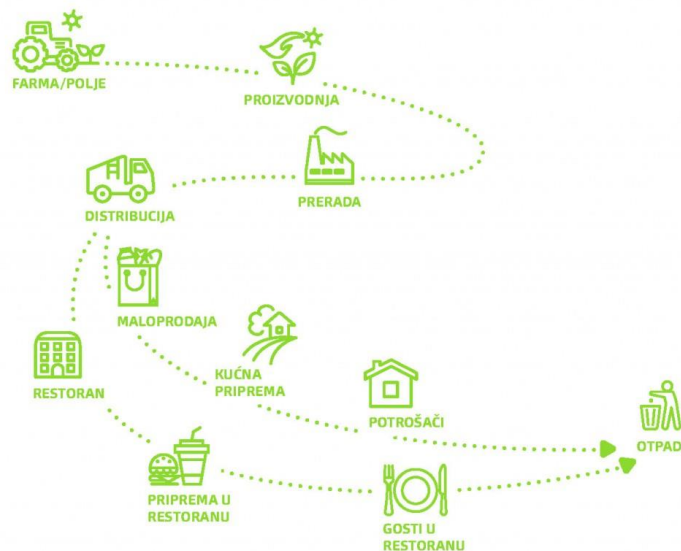 FARMA/POLJE
PROIZVODNJA
PRERADA
DISTRIBUCIJA
MALOPRODAJA
KUĆNA
PRIPREMA
RESTORAN
POTROŠAČI
OTPAD
PRIPREMA U
RESTORANU
GOSTI U
RESTORANU